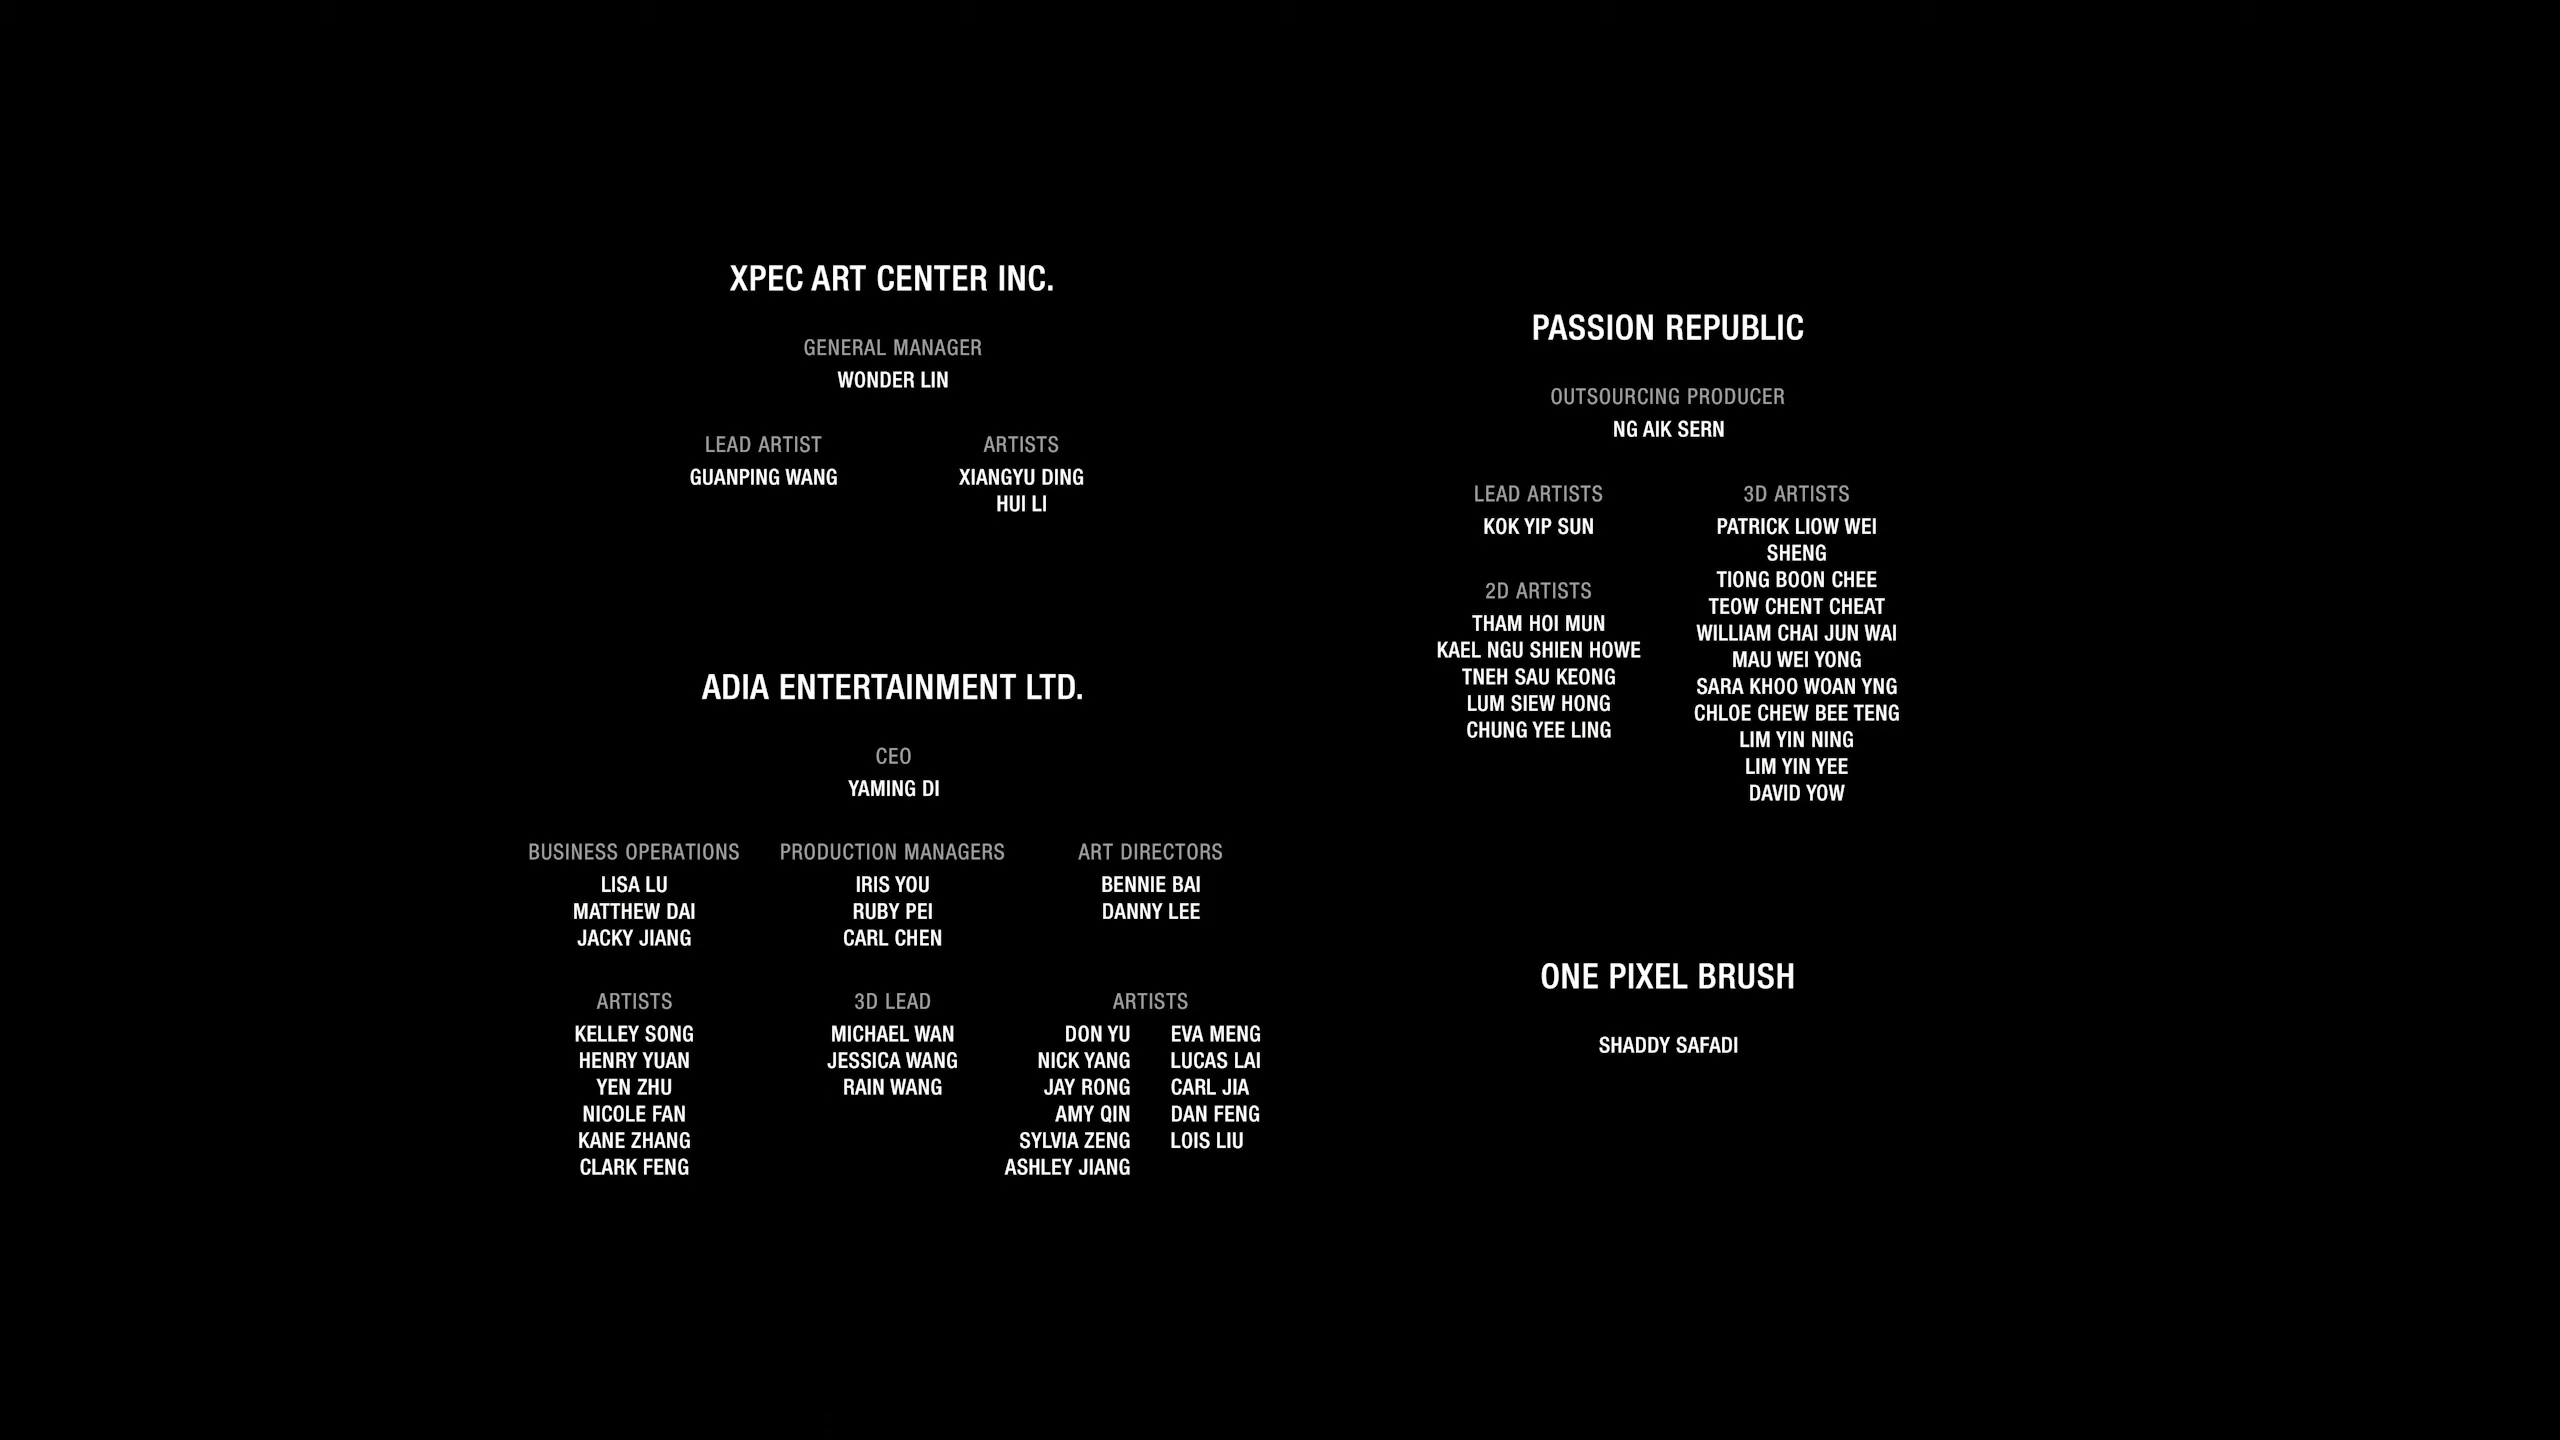 XPEC ART CENTER INC.
GENERAL MANAGER
WONDER LIN
LEAD ARTIST
GUANPING WANG
ARTISTS
XIANGYU DING
HUI LI
ADIA ENTERTAINMENT LTD.
CEO
YAMING DI
BUSINESS OPERATIONS
LISA LU
MATTHEW DAI
JACKY JIANG
PRODUCTION MANAGERS
IRIS YOU
RUBY PEI
CARL CHEN
ART DIRECTORS
BENNIE BAI
DANNY LEE
ARTISTS
KELLEY SONG
HENRY YUAN
YEN ZHU
NICOLE FAN
KANE ZHANG
CLARK FENG
3D LEAD
MICHAEL WAN
JESSICA WANG
RAIN WANG
ARTISTS
DON YU
NICK YANG
JAY RONG
AMY QIN
SYLVIA ZENG
ASHLEY JIANG
EVA MENG
LUCAS LAI
CARL JIA
DAN FENG
LOIS LIU
PASSION REPUBLIC
OUTSOURCING PRODUCER
NG AIK SERN
LEAD ARTISTS
KOK YIP SUN
2D ARTISTS
THAM HOI MUN
KAEL NGU SHIEN HOWE
TNEH SAU KEONG
LUM SIEW HONG
CHUNG YEE LING
3D ARTISTS
PATRICK LIOW WEI
SHENG
TIONG BOON CHEE
TEOW CHENT CHEAT
WILLIAM CHAI JUN WAI
MAU WEI YONG
SARA KHOO WOAN YNG
CHLOE CHEW BEE TENG
LIM YIN NING
LIM YIN YEE
DAVID YOW
ONE PIXEL BRUSH
SHADDY SAFADI